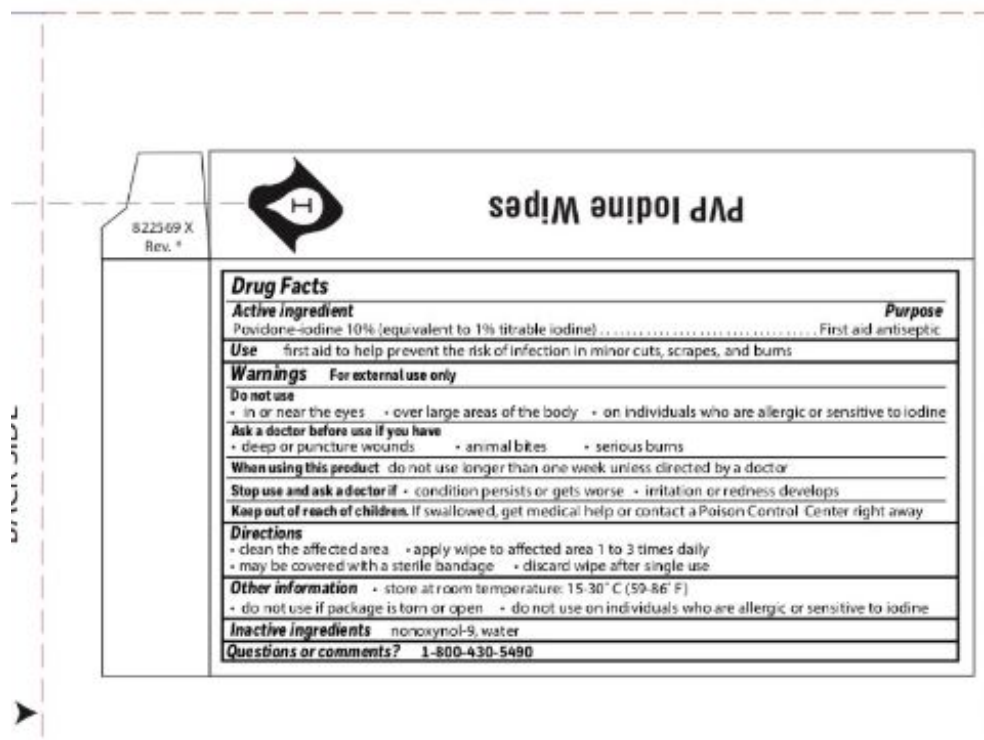 822569 X
Rev. *
H
PVP Iodine Wipes
Drug Facts
Active ingredient Purpose
Povidone-iodine 10% (equivalent to 1% titrable iodine) ................................ First aid antiseptic
Use first aid to help prevent the risk of infection in minor cuts, scrapes, and burns
Warnings For external use only
Do not use
• in or near the eyes • over large areas of the body • on individuals who are allergic or sensitive to iodine
Ask a doctor before use if you have
• deep or puncture wounds • animal bites • serious burns
When using this product do not use longer than one week unless directed by a doctor
Stop use and ask a doctor if • condition persists or gets worse • irritation or redness develops
Keep out of reach of children. If swallowed, get medical help or contact a Poison Control Center right away
Directions
• clean the affected area • apply wipe to affected area 1 to 3 times daily
• may be covered with a sterile bandage • discard wipe after single use
Other information • store at room temperature: 15-30° C (59-86° F)
• do not use if package is torn or open • do not use on individuals who are allergic or sensitive to iodine
Inactive ingredients nonoxynol-9, water
Questions or comments? 1-800-430-5490